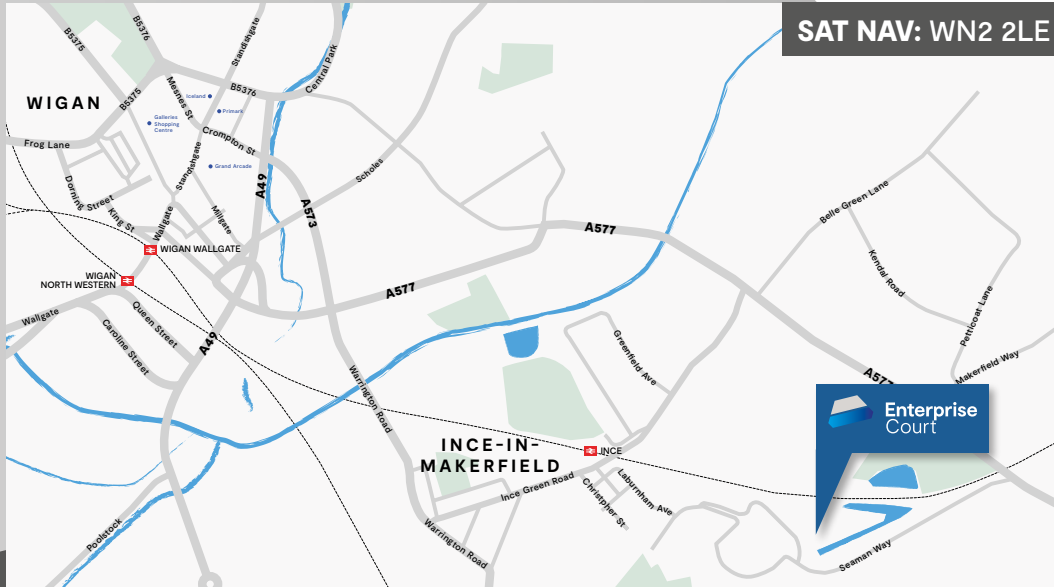 SAT NAV: WN2 2LE
B5375
B5376
Standishgate
Central Park
WIGAN
B5375
Mesnes St
Iceland
B5376
Primark
Galleries
Shopping
Centre
Frog Lane
Crompton St
Standishgate
Grand Arcade
A49
Scholes
Dorning Street
King St
Wallgate
Millgate
A573
Belle Green Lane
A577
WIGAN WALLGATE
WIGAN
NORTH WESTERN
Kendal Road
A577
Wallgate
Queen Street
Caroline Street
A49
Petticoat Lane
Greenfield Ave
Makerfield Way
A577
Warrington Road
Enterprise
Court
INCE-IN-
MAKERFIELD
INCE
Ince Green Road
Christpher St
Laburnham Ave
Poolstock
Warrington Road
Seaman Way